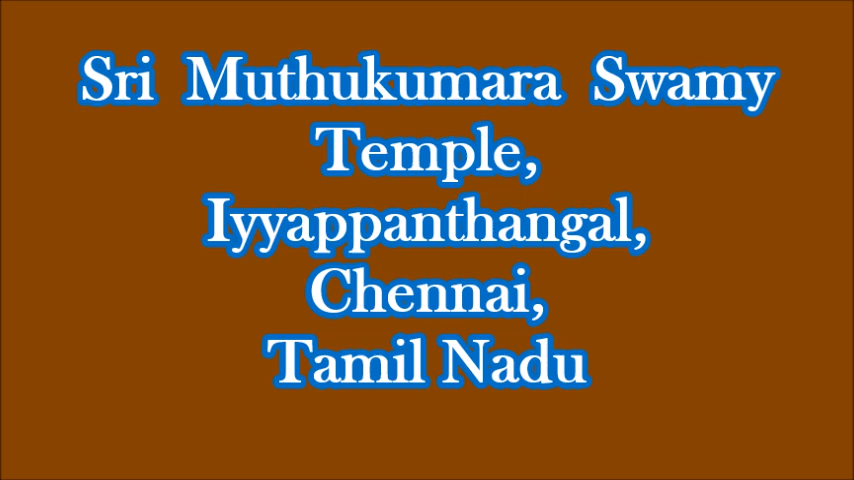 Sri Muthukumara Swamy
Temple,
Iyyappanthangal,
Chennai,
Tamil Nadu